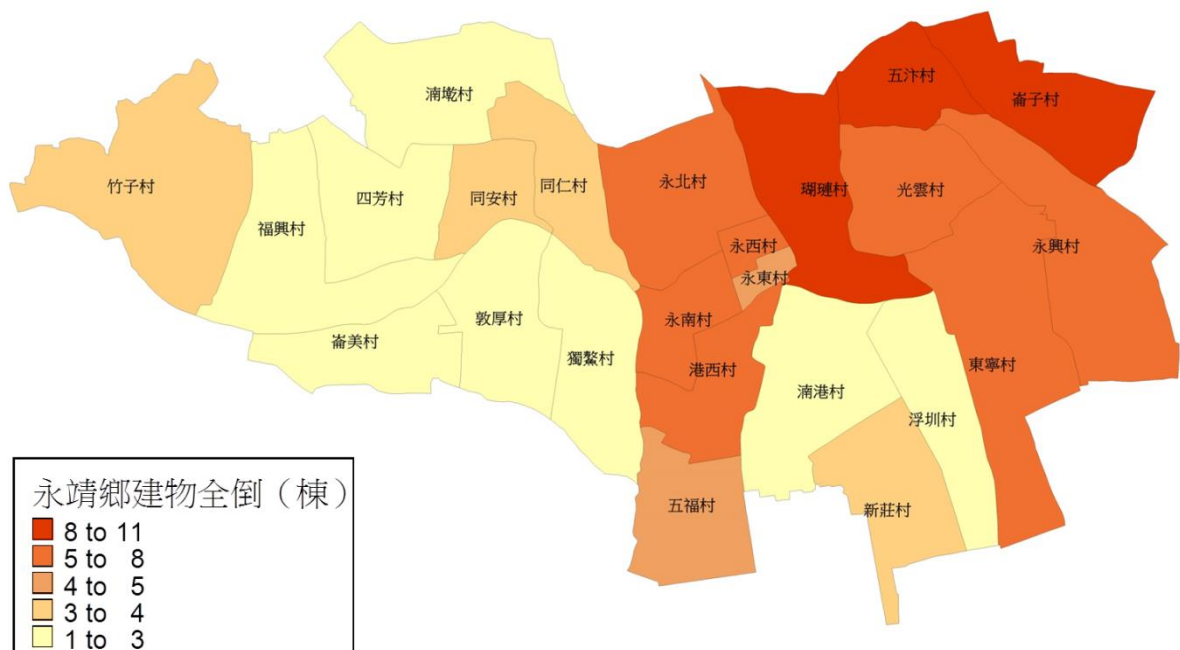 五汴村
崙子村
湳墘村
竹子村
同仁村
永北村
瑚璉村
光雲村
四芳村
同安村
福興村
永西村
永興村
永東村
敦厚村
永南村
崙美村
獨鰲村
港西村
東寧村
湳港村
浮圳村
五福村
新莊村
永靖鄉建物全倒（棟）
8 to 11
5 to 8
4 to 5
3 to 4
1 to 3